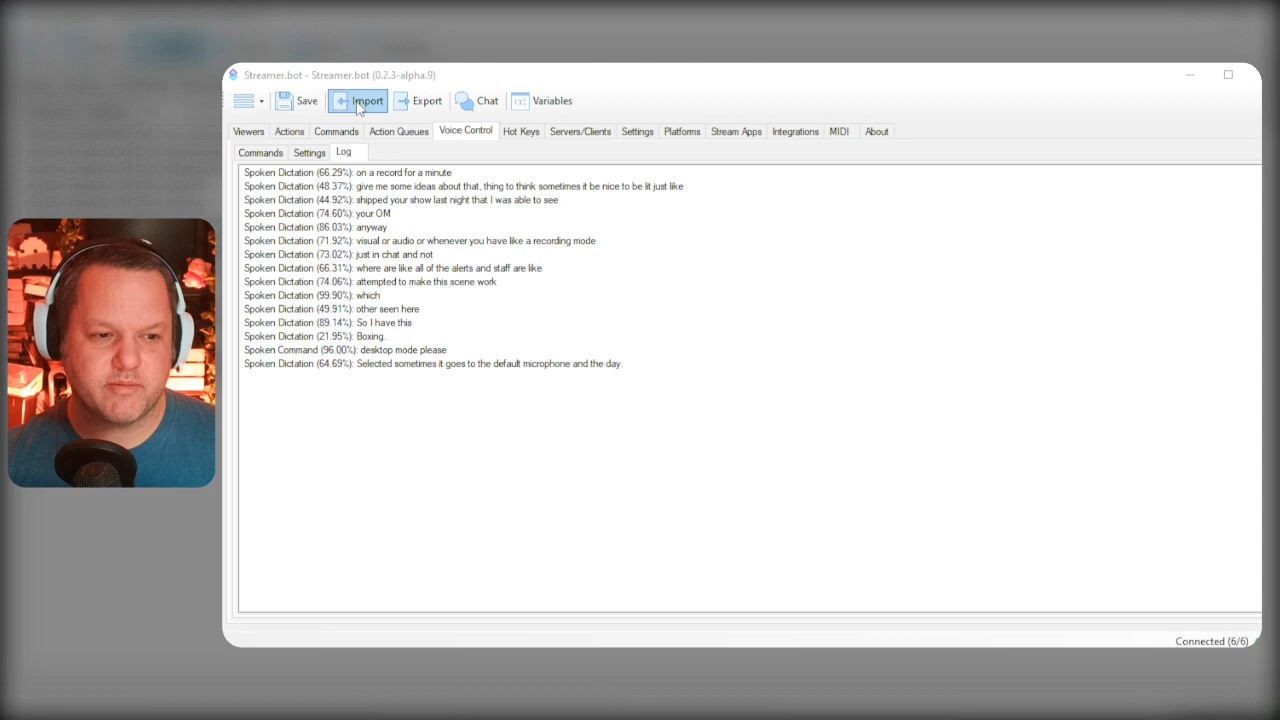 Streamer.bot - Streamer.bot (0.2.3-alpha.9)
Save Import Export Chat Variables
Viewers Actions Commands Action Queues Voice Control Hot Keys Servers/Clients Settings Platforms Stream Apps Integrations MIDI About
Commands Settings Log
Spoken Dictation (66.29%): on a record for a minute
Spoken Dictation (48.37%): give me some ideas about that, thing to think sometimes it be nice to be lit just like
Spoken Dictation (44.92%): shipped your show last night that I was able to see
Spoken Dictation (74.60%): your OM
Spoken Dictation (86.03%): anyway
Spoken Dictation (71.92%): visual or audio or whenever you have like a recording mode
Spoken Dictation (73.02%): just in chat and not
Spoken Dictation (66.31%): where are like all of the alerts and staff are like
Spoken Dictation (74.06%): attempted to make this scene work
Spoken Dictation (99.90%): which
Spoken Dictation (49.91%): other seen here
Spoken Dictation (89.14%): So I have this
Spoken Dictation (21.95%): Boxing.
Spoken Command (96.00%): desktop mode please
Spoken Dictation (64.69%): Selected sometimes it goes to the default microphone and the day.
Connected (6/6)